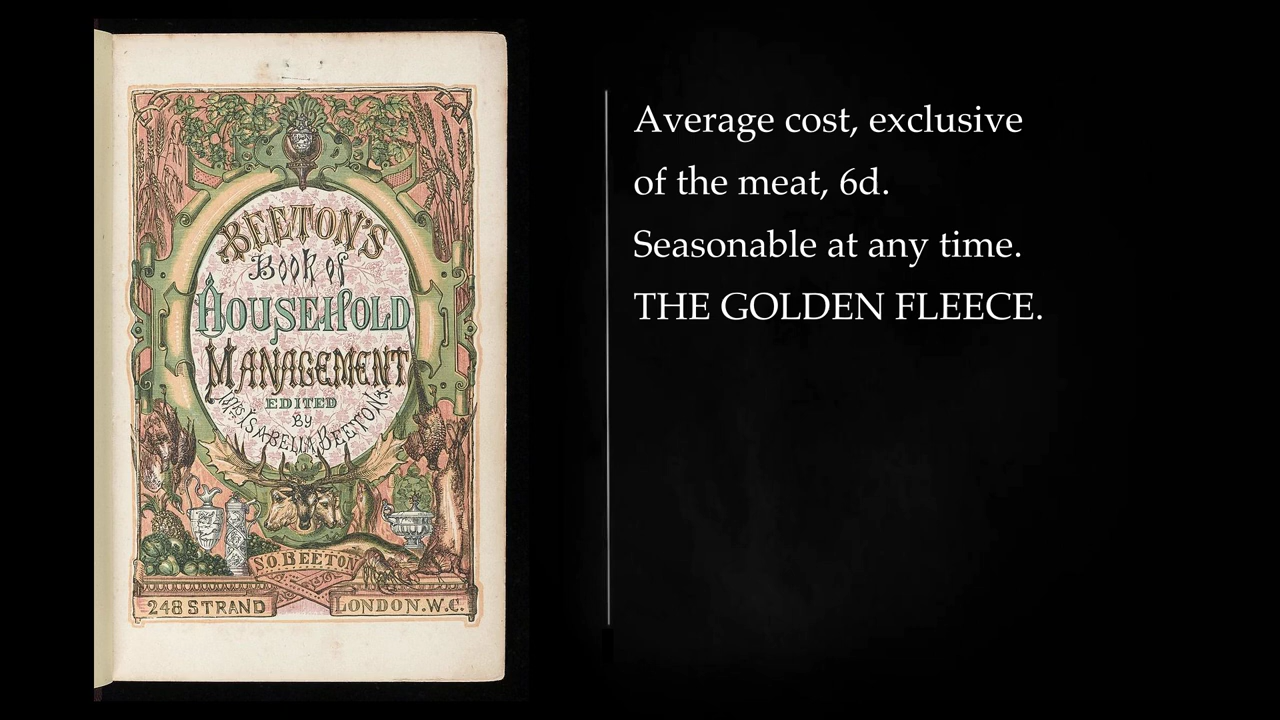 BEETON'S
Book of
HOUSEHOLD
MANAGEMENT
EDITED
By
Mrs ISABELLA BEETON
S.O. BEETON
248 STRAND
LONDON. W.C.
Average cost, exclusive
of the meat, 6d.
Seasonable at any time.
THE GOLDEN FLEECE.